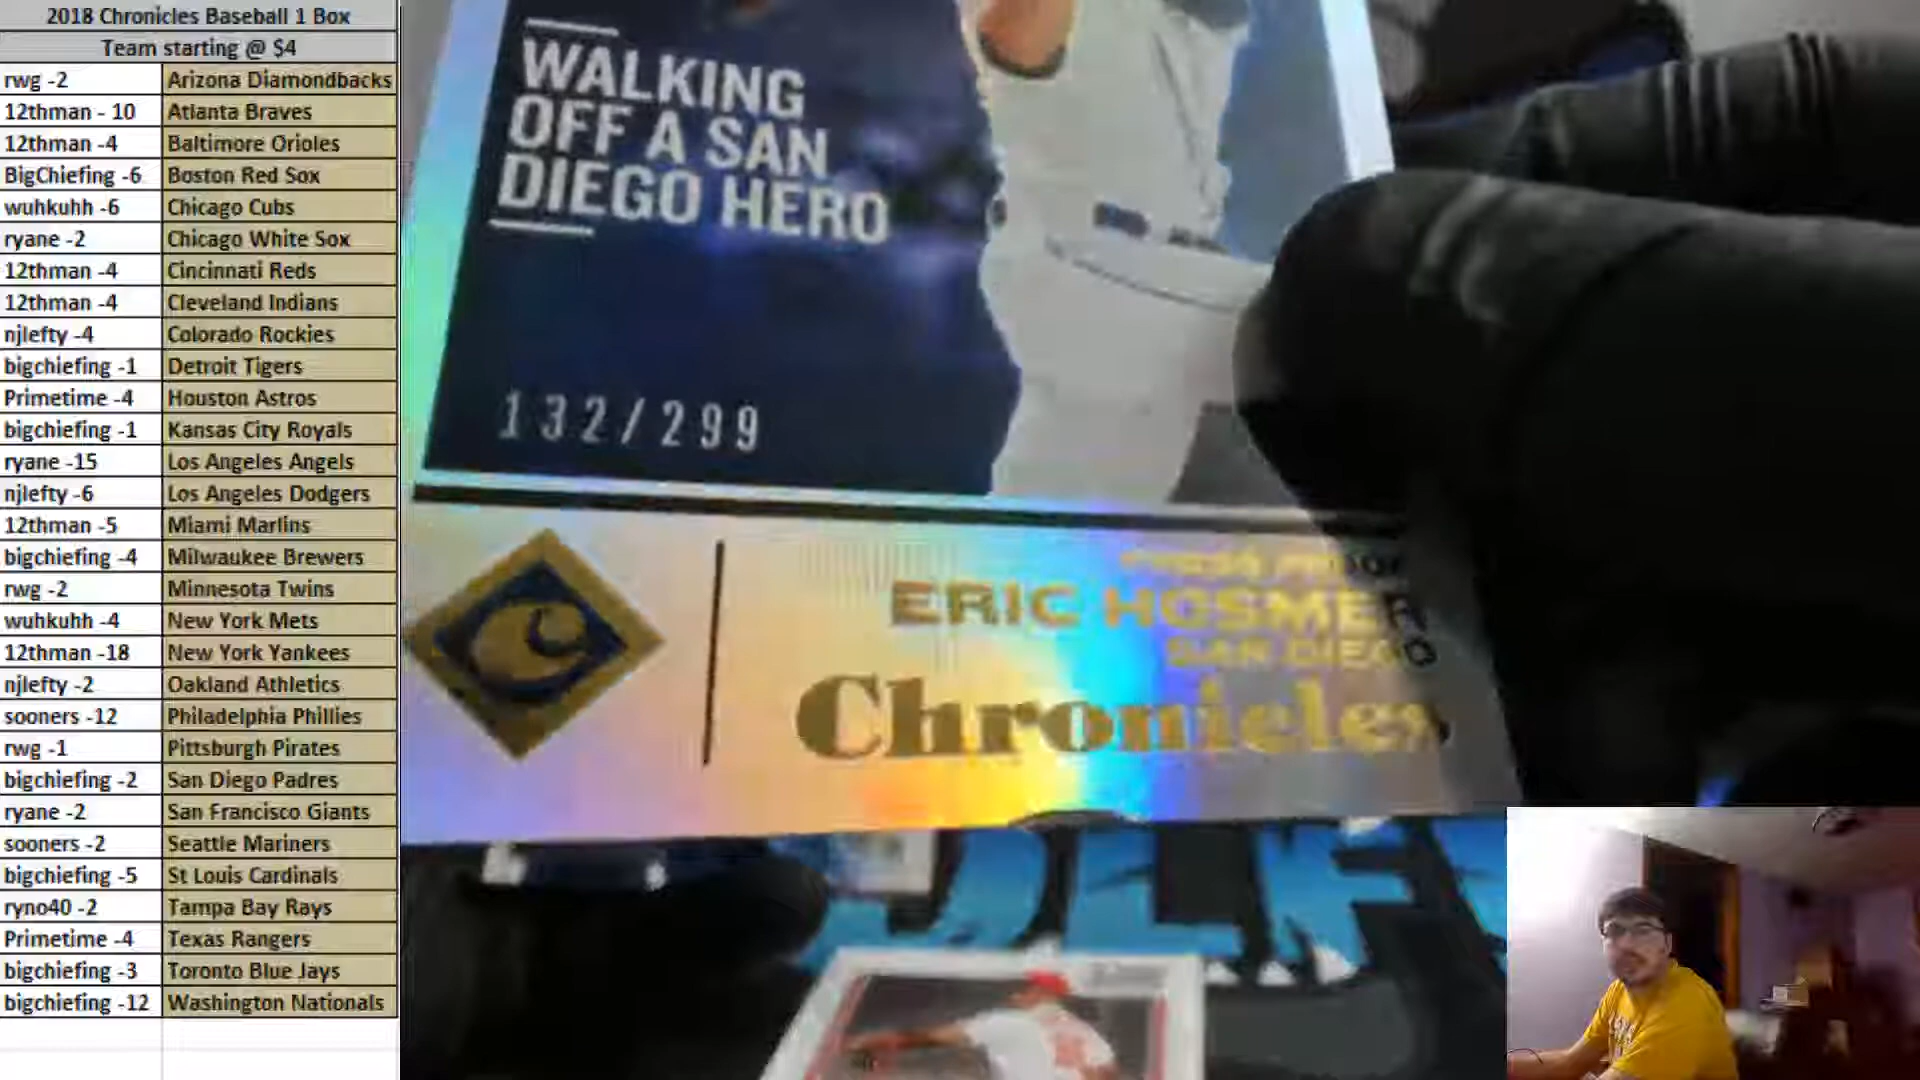 2018 Chronicles Baseball 1 Box
Team starting @ $4
rwg -2 Arizona Diamondbacks
12thman - 10 Atlanta Braves
12thman -4 Baltimore Orioles
BigChiefing -6 Boston Red Sox
wuhkuhh -6 Chicago Cubs
ryane -2 Chicago White Sox
12thman -4 Cincinnati Reds
12thman -4 Cleveland Indians
njlefty -4 Colorado Rockies
bigchiefing -1 Detroit Tigers
Primetime -4 Houston Astros
bigchiefing -1 Kansas City Royals
ryane -15 Los Angeles Angels
njlefty -6 Los Angeles Dodgers
12thman -5 Miami Marlins
bigchiefing -4 Milwaukee Brewers
rwg -2 Minnesota Twins
wuhkuhh -4 New York Mets
12thman -18 New York Yankees
njlefty -2 Oakland Athletics
sooners -12 Philadelphia Phillies
rwg -1 Pittsburgh Pirates
bigchiefing -2 San Diego Padres
ryane -2 San Francisco Giants
sooners -2 Seattle Mariners
bigchiefing -5 St Louis Cardinals
ryno40 -2 Tampa Bay Rays
Primetime -4 Texas Rangers
bigchiefing -3 Toronto Blue Jays
bigchiefing -12 Washington Nationals
WALKING
OFF A SAN
DIEGO HERO
132/299
PRESS PROOF
ERIC HOSMER
SAN DIEGO
Chronicles